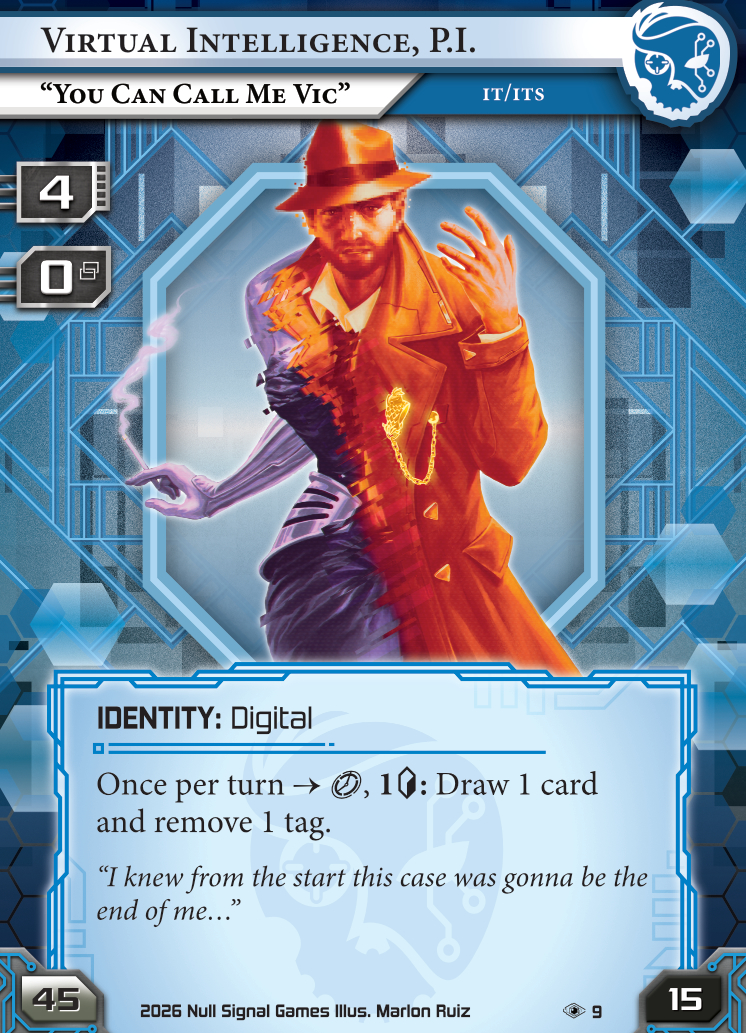 VIRTUAL INTELLIGENCE, P.I.
“YOU CAN CALL ME VIC”
IT/ITS
4
0
IDENTITY: Digital
Once per turn → , 1: Draw 1 card
and remove 1 tag.
“I knew from the start this case was gonna be the
end of me…”
45
2026 Null Signal Games Illus. Marlon Ruiz
9
15